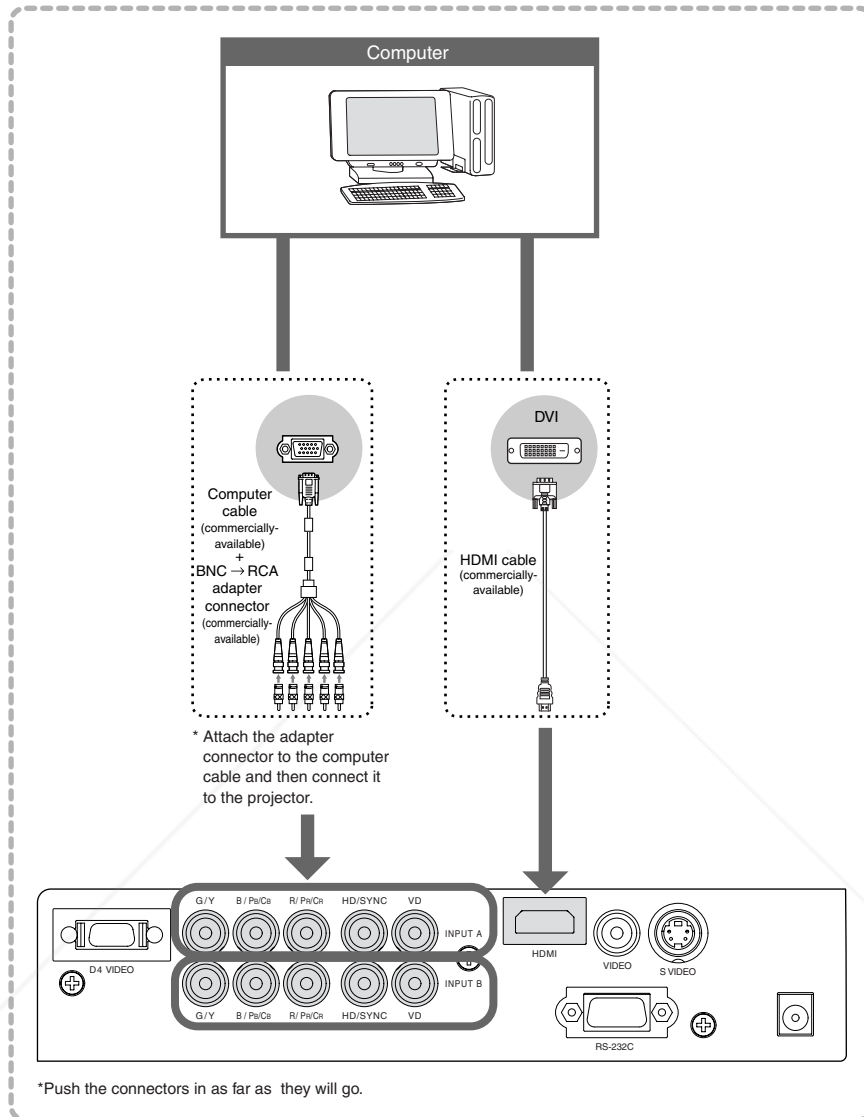 Computer
DVI
Computer
cable
(commercially-
available)
+
BNC → RCA
adapter
connector
(commercially-
available)
HDMI cable
(commercially-
available)
* Attach the adapter
connector to the computer
cable and then connect it
to the projector.
G/Y B / PB/CB R/ PR/CR HD/SYNC VD
INPUT A
D4 VIDEO
HDMI
VIDEO
S VIDEO
INPUT B
G/Y B / PB/CB R/ PR/CR HD/SYNC VD
RS-232C
*Push the connectors in as far as they will go.